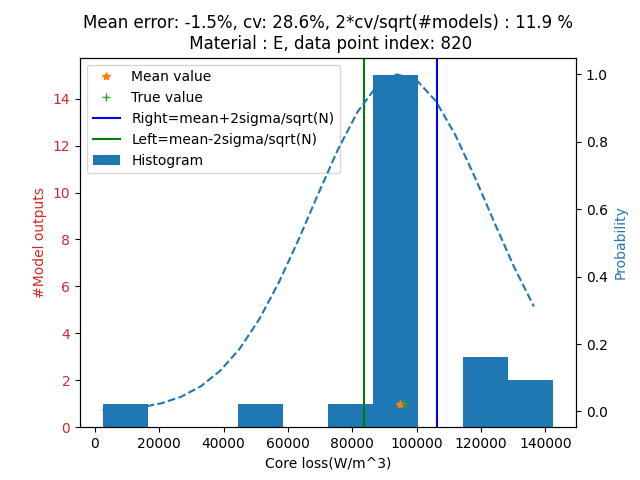 Mean error: -1.5%, cv: 28.6%, 2*cv/sqrt(#models) : 11.9 %
Material : E, data point index: 820
Mean value
True value
Right=mean+2sigma/sqrt(N)
Left=mean-2sigma/sqrt(N)
Histogram
#Model outputs
14
12
10
8
6
4
2
0
1.0
0.8
0.6
0.4
0.2
0.0
Probability
0 20000 40000 60000 80000 100000 120000 140000
Core loss(W/m^3)